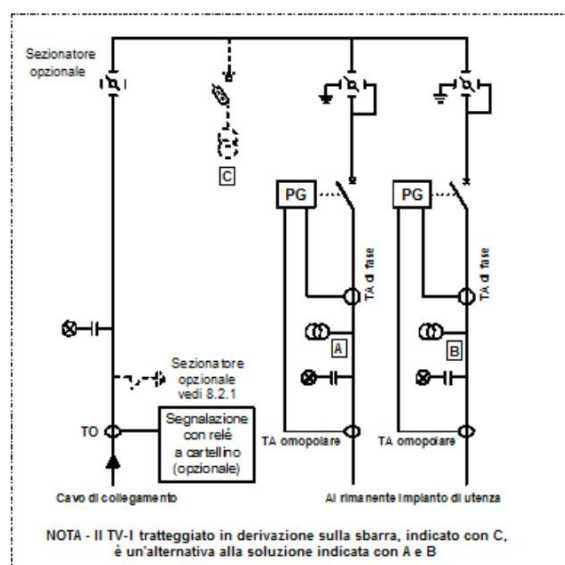 Sezionatore
opzionale
C
PG
PG
TA di fase
TA di fase
A
B
Sezionatore
opzionale
vedi 8.2.1
TO
Segnalazione
con relé
a cartellino
(opzionale)
TA omopolare
TA omopolare
Cavo di collegamento
Al rimanente impianto di utenza
NOTA - Il TV-I tratteggiato in derivazione sulla sbarra, indicato con C,
è un'alternativa alla soluzione indicata con A e B